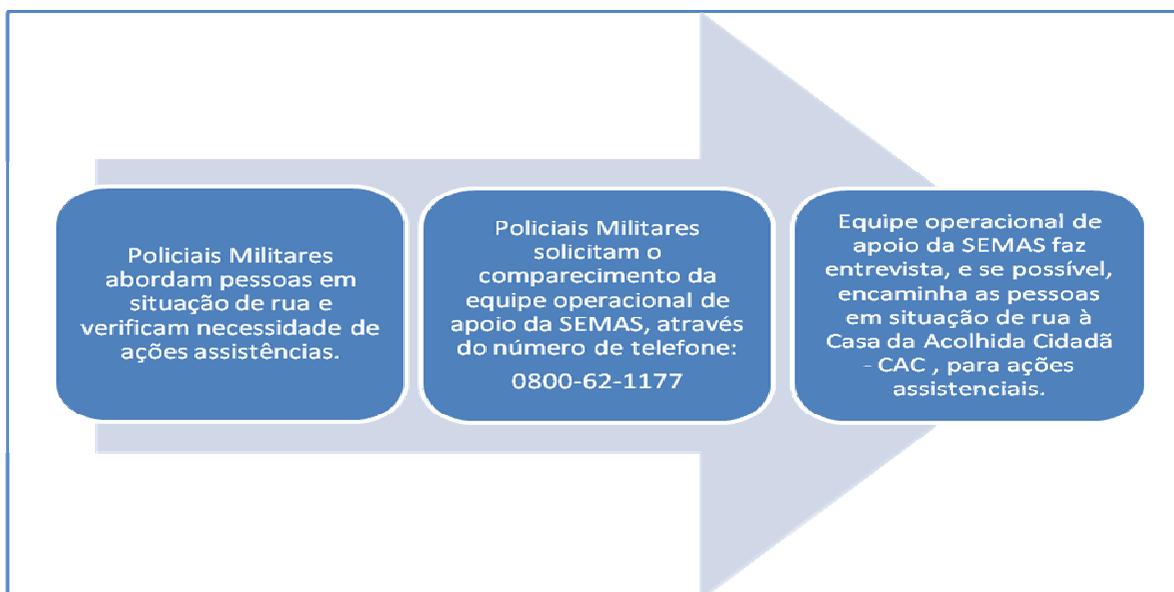 Policiais Militares
abordam pessoas em
situação de rua e
verificam necessidade de
ações assistências.
Policiais Militares
solicitam o
comparecimento da
equipe operacional de
apoio da SEMAS, através
do número de telefone:
0800-62-1177
Equipe operacional de
apoio da SEMAS faz
entrevista, e se possível,
encaminha as pessoas
em situação de rua à
Casa da Acolhida Cidadã
- CAC , para ações
assistenciais.